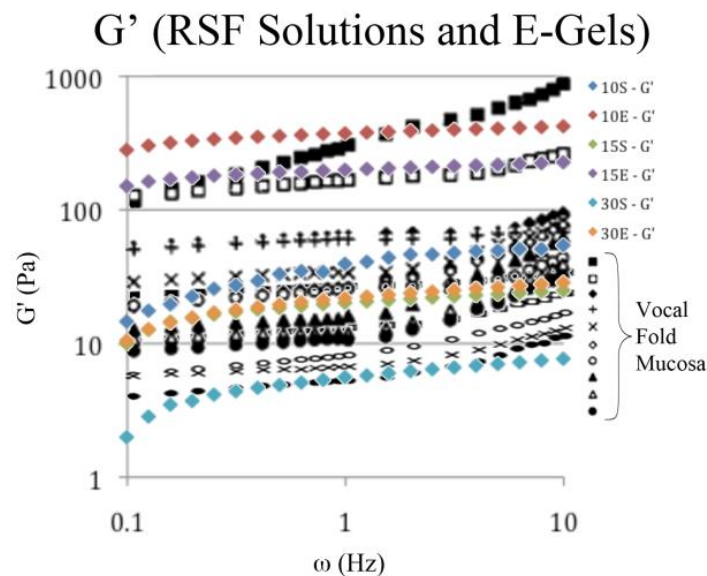 G' (RSF Solutions and E-Gels)
1000
100
10
1
G' (Pa)
0.1
1
10
ω (Hz)
10S - G'
10E - G'
15S - G'
15E - G'
30S - G'
30E - G'
Vocal
Fold
Mucosa